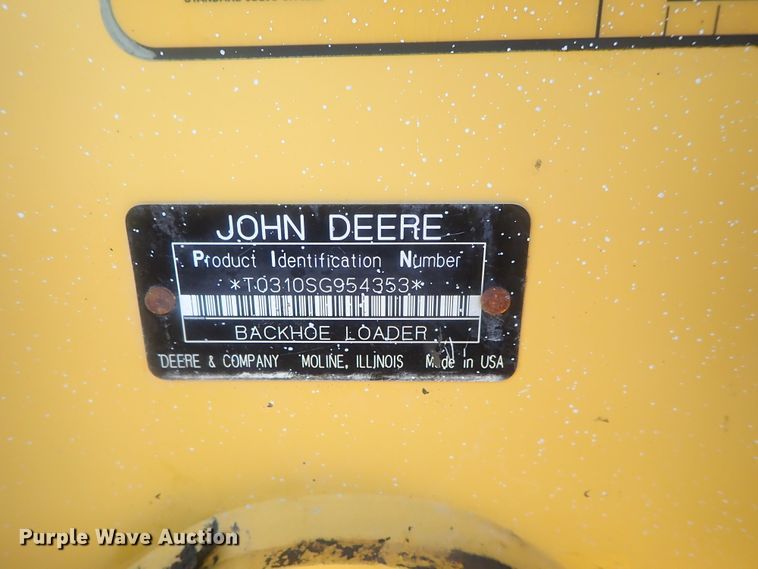 JOHN DEERE
Product Identification Number
*T0310SG954353*
BACKHOE LOADER
DEERE & COMPANY MOLINE, ILLINOIS Made in USA
Purple Wave Auction